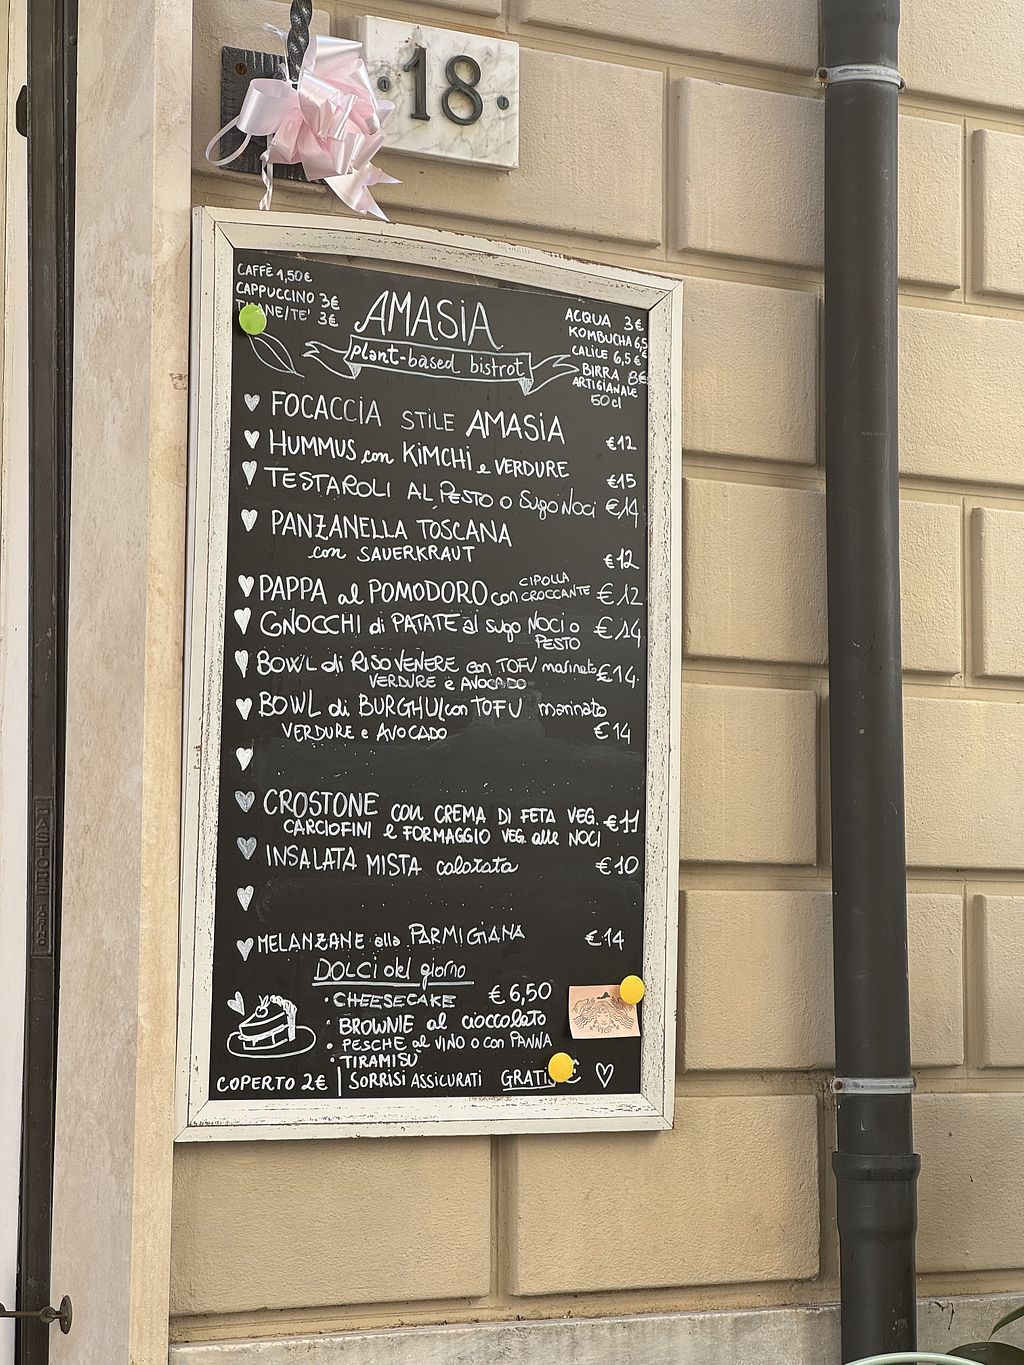 18
CAFFÈ 1,50€
CAPPUCCINO 3€
TISANE/TE' 3€
AMASIA
plant-based bistrot
ACQUA 3€
KOMBUCHA 6,5€
CALICE 6,5€
BIRRA 8€
ARTIGIANALE
50cl
FOCACCIA STILE AMASIA €12
HUMMUS con KIMCHI e VERDURE €15
TESTAROLI AL PESTO o Sugo Noci €14
PANZANELLA TOSCANA
con SAUERKRAUT €12
PAPPA al POMODORO con CIPOLLA CROCCANTE €12
GNOCCHI di PATATE al sugo NOCI o €14
PESTO
BOWL di RISO VENERE con TOFU marinato €14
VERDURE e AVOCADO
BOWL di BURGHUL con TOFU marinato
VERDURE e AVOCADO €14
CROSTONE con CREMA DI FETA VEG. €11
CARCIOFINI e FORMAGGIO VEG. alle NOCI
INSALATA MISTA colorata €10
MELANZANE alla PARMIGIANA €14
DOLCI del giorno
• CHEESECAKE €6,50
• BROWNIE al cioccolato
• PESCHE al VINO o con PANNA
• TIRAMISÙ
COPERTO 2€ | SORRISI ASSICURATI GRATIS